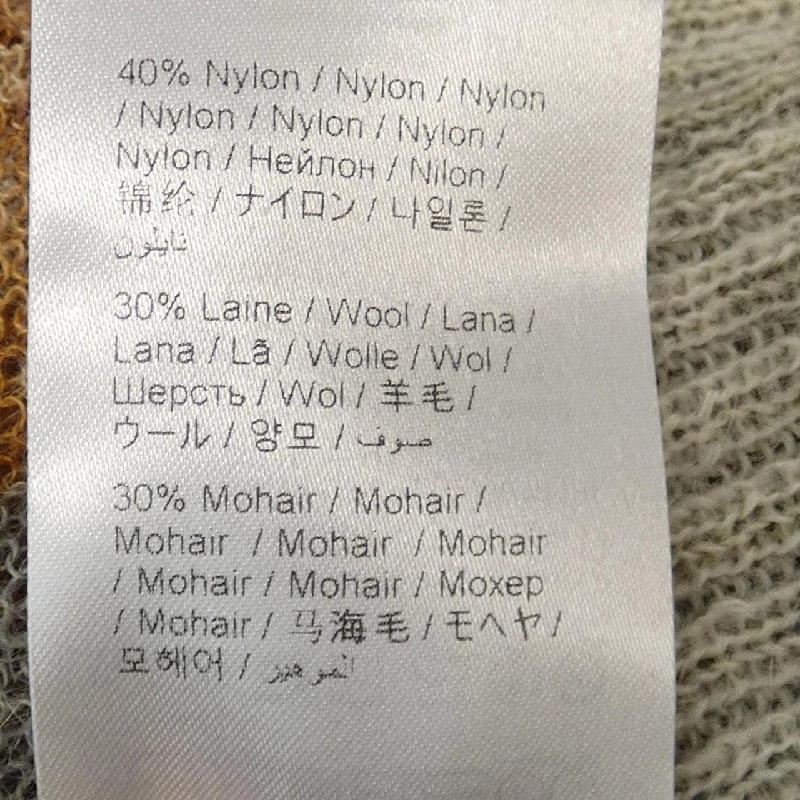 40% Nylon / Nylon / Nylon
/ Nylon / Nylon / Nylon /
Nylon / Нейлон / Nilon /
锦纶 / ナイロン / 나일론 /
نايلون
30% Laine / Wool / Lana /
Lana / Lã / Wolle / Wol /
Шерсть / Wol / 羊毛 /
ウール / 양모 / صوف
30% Mohair / Mohair /
Mohair / Mohair / Mohair
/ Mohair / Mohair / Мохер
/ Mohair / 马海毛 / モヘヤ /
모헤어 / الموهير